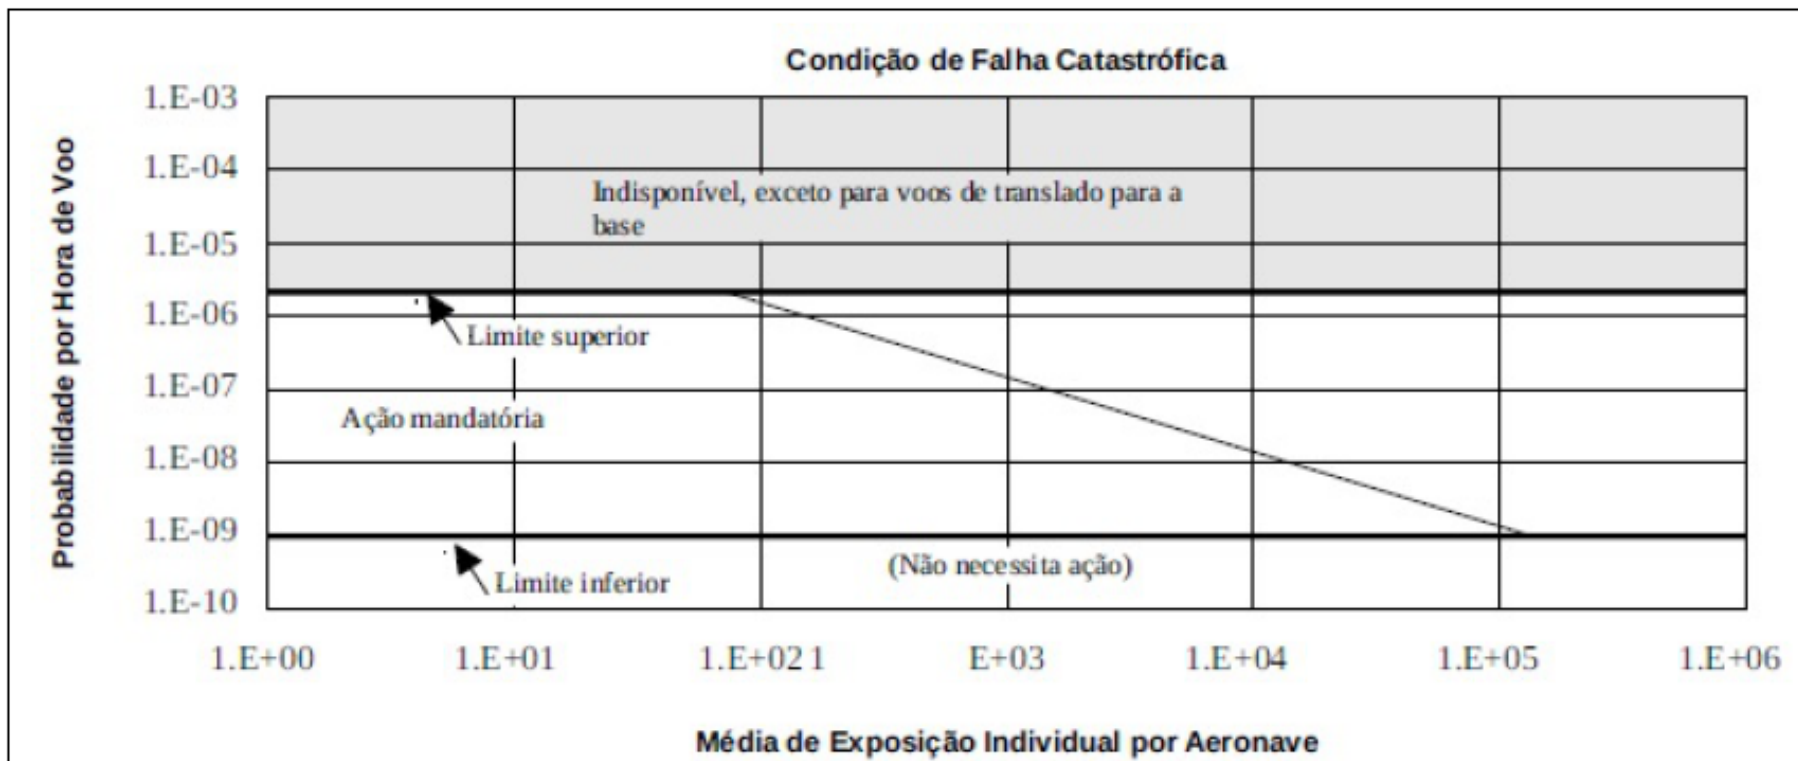 Condição de Falha Catastrófica
Probabilidade por Hora de Voo
1.E-03
1.E-04
Indisponível, exceto para voos de translado para a
base
1.E-05
1.E-06
Limite superior
1.E-07
Ação mandatória
1.E-08
1.E-09
(Não necessita ação)
Limite inferior
1.E-10
1.E+00 1.E+01 1.E+021 E+03 1.E+04 1.E+05 1.E+06
Média de Exposição Individual por Aeronave